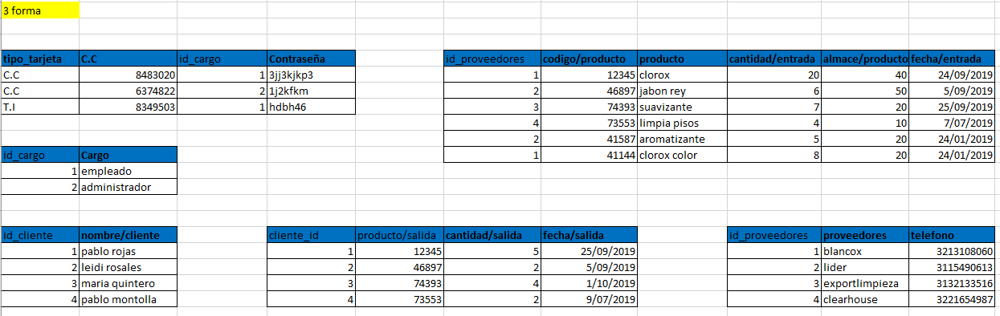 3 forma
tipo_tarjeta C.C id_cargo Contraseña
C.C 8483020 1 3jj3kjkp3
C.C 6374822 2 1j2kfkm
T.I 8349503 1 hdbh46
id_proveedores codigo/producto producto cantidad/entrada almace/producto fecha/entrada
1 12345 clorox 20 40 24/09/2019
2 46897 jabon rey 6 50 5/09/2019
3 74393 suavizante 7 20 25/09/2019
4 73553 limpia pisos 4 10 7/07/2019
2 41587 aromatizante 5 20 24/01/2019
1 41144 clorox color 8 20 24/01/2019
id_cargo Cargo
1 empleado
2 administrador
id_cliente nombre/cliente
1 pablo rojas
2 leidi rosales
3 maria quintero
4 pablo montolla
cliente_id producto/salida cantidad/salida fecha/salida
1 12345 5 25/09/2019
2 46897 2 5/09/2019
3 74393 4 1/10/2019
4 73553 2 9/07/2019
id_proveedores proveedores telefono
1 blancox 3213108060
2 lider 3115490613
3 exportlimpieza 3132133516
4 clearhouse 3221654987